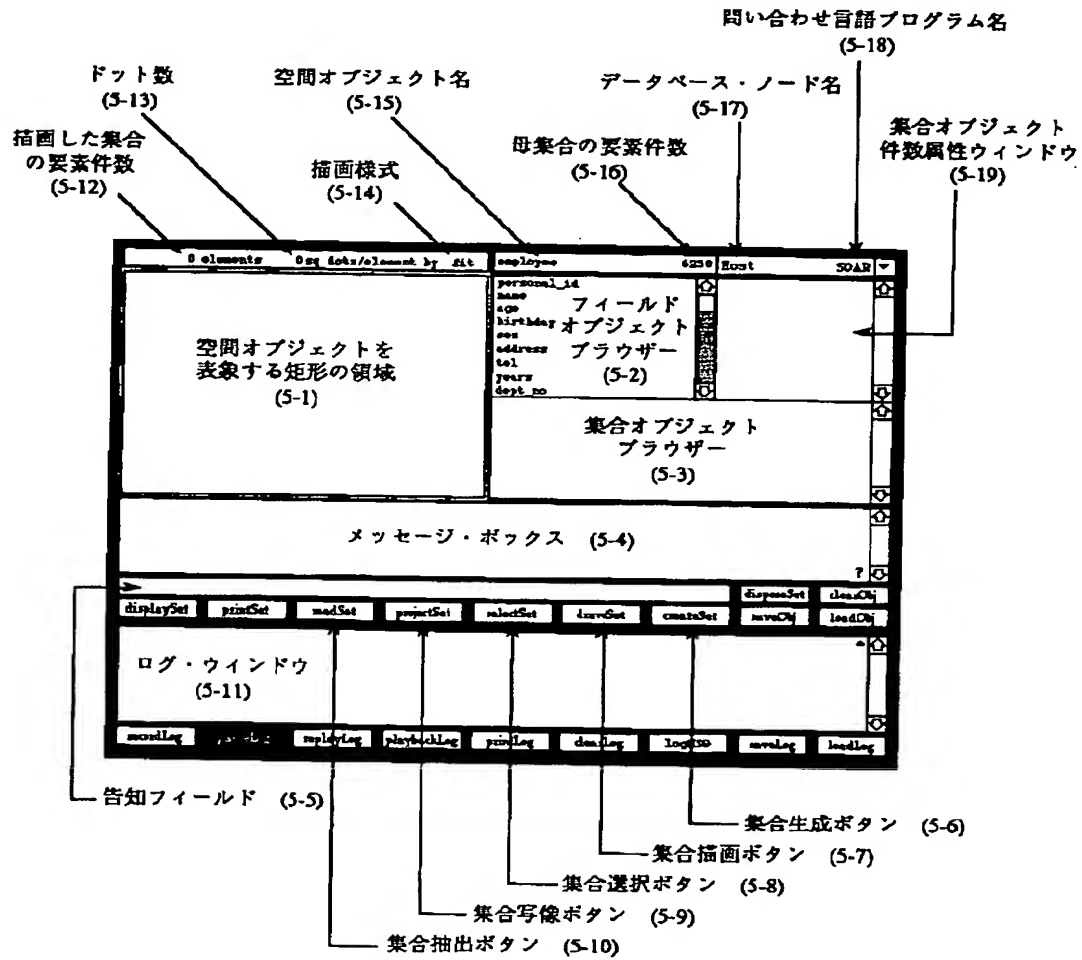 問い合わせ言語プログラム名
(5-18)
ドット数
(5-13)
空間オブジェクト名
(5-15)
データベース・ノード名
(5-17)
集合オブジェクト
件数属性ウィンドウ
(5-19)
描画した集合
の要素件数
(5-12)
描画様式
(5-14)
母集合の要素件数
(5-16)
0 elements 0sq dots/element by fit
employee 6250
Host SOAR
personal_id
name
age
birthday
sex
address
tel
years
dept_no
フィールド
オブジェクト
ブラウザー
(5-2)
空間オブジェクトを
表象する矩形の領域
(5-1)
集合オブジェクト
ブラウザー
(5-3)
メッセージ・ボックス (5-4)
?
disposeSet clearObj
displaySet printSet readSet projectSet selectSet drawSet createSet saveObj loadObj
ログ・ウィンドウ
(5-11)
recordLog replayLog playbackLog printLog clearLog saveLog loadLog
告知フィールド (5-5)
集合生成ボタン (5-6)
集合描画ボタン (5-7)
集合選択ボタン (5-8)
集合写像ボタン (5-9)
集合抽出ボタン (5-10)